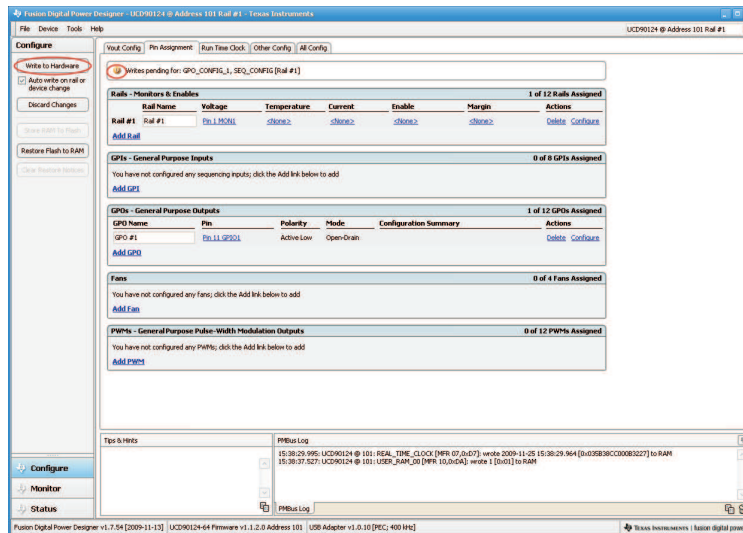 Fusion Digital Power Designer - UCD90124 @ Address 101 Rail #1 - Texas Instruments
File Device Tools Help
UCD90124 @ Address 101 Rail #1
Configure
Write to Hardware
Auto write on rail or
device change
Discard Changes
Store RAM To Flash
Restore Flash to RAM
Vout Config Pin Assignment Run Time Clock Other Config All Config
Writes pending for: GPO_CONFIG_1, SEQ_CONFIG [Rail #1]
Rails - Monitors & Enables 1 of 12 Rails Assigned
Rail Name Voltage Temperature Current Enable Margin Actions
Rail #1 Rail #1 Pin 1 MON1 <None> <None> <None> <None> Delete Configure
Add Rail
GPIs - General Purpose Inputs 0 of 8 GPIs Assigned
You have not configured any sequencing inputs; click the Add link below to add
Add GPI
GPOs - General Purpose Outputs 1 of 12 GPOs Assigned
GPO Name Pin Polarity Mode Configuration Summary Actions
GPO #1 Pin 11 GPIO1 Active Low Open-Drain Delete Configure
Add GPO
Fans 0 of 4 Fans Assigned
You have not configured any fans; click the Add link below to add
Add Fan
PWMs - General Purpose Pulse-Width Modulation Outputs 0 of 12 PWMs Assigned
You have not configured any PWMs; click the Add link below to add
Add PWM
Tips & Hints
PMBus Log
15:38:29.995: UCD90124 @ 101: REAL_TIME_CLOCK [MFR 07,0xD7]: wrote 2009-11-25 15:38:29.964 [0x035B38CC000B3227] to RAM
15:38:37.527: UCD90124 @ 101: USER_RAM_00 [MFR 10,0xDA]: wrote 1 [0x01] to RAM
PMBus Log
Configure
Monitor
Status
Fusion Digital Power Designer v1.7.54 [2009-11-13] UCD90124-64 Firmware v1.1.2.0 Address 101 USB Adapter v1.0.10 [PEC; 400 kHz] Texas Instruments | fusion digital power